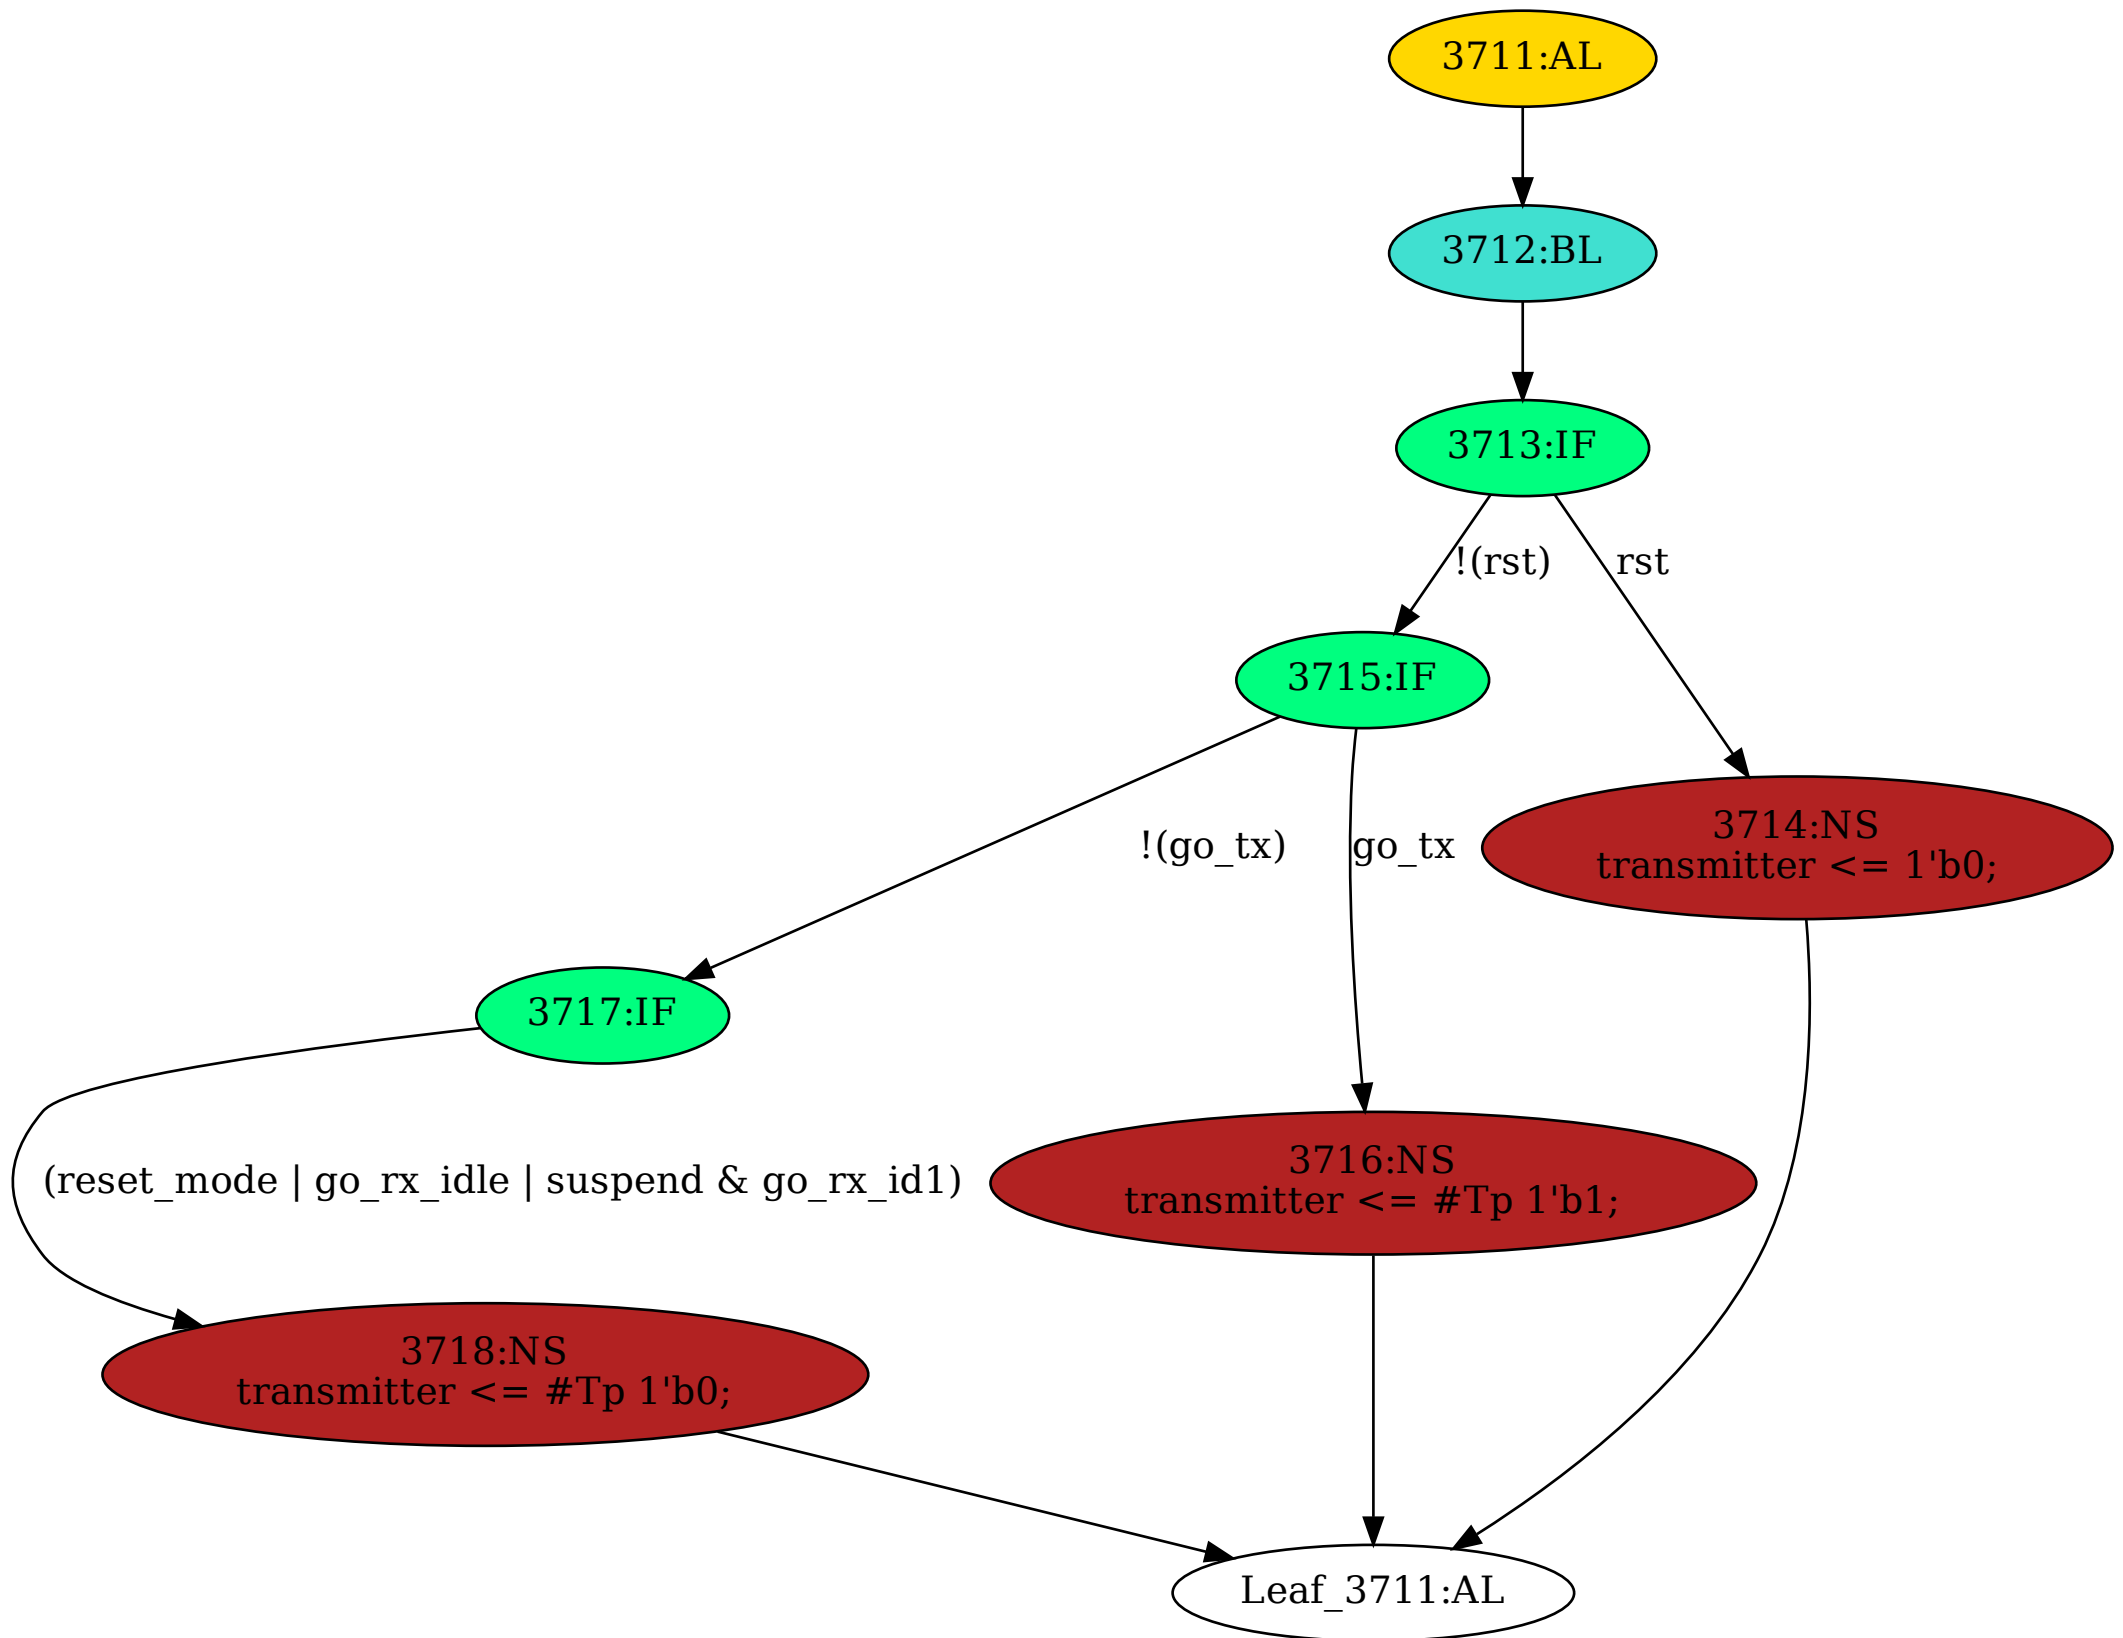 3711:AL
3712:BL
3713:IF
!(rst)
rst
3715:IF
!(go_tx)
go_tx
3714:NS
transmitter <= 1'b0;
3717:IF
(reset_mode | go_rx_idle | suspend & go_rx_id1)
3716:NS
transmitter <= #Tp 1'b1;
3718:NS
transmitter <= #Tp 1'b0;
Leaf_3711:AL